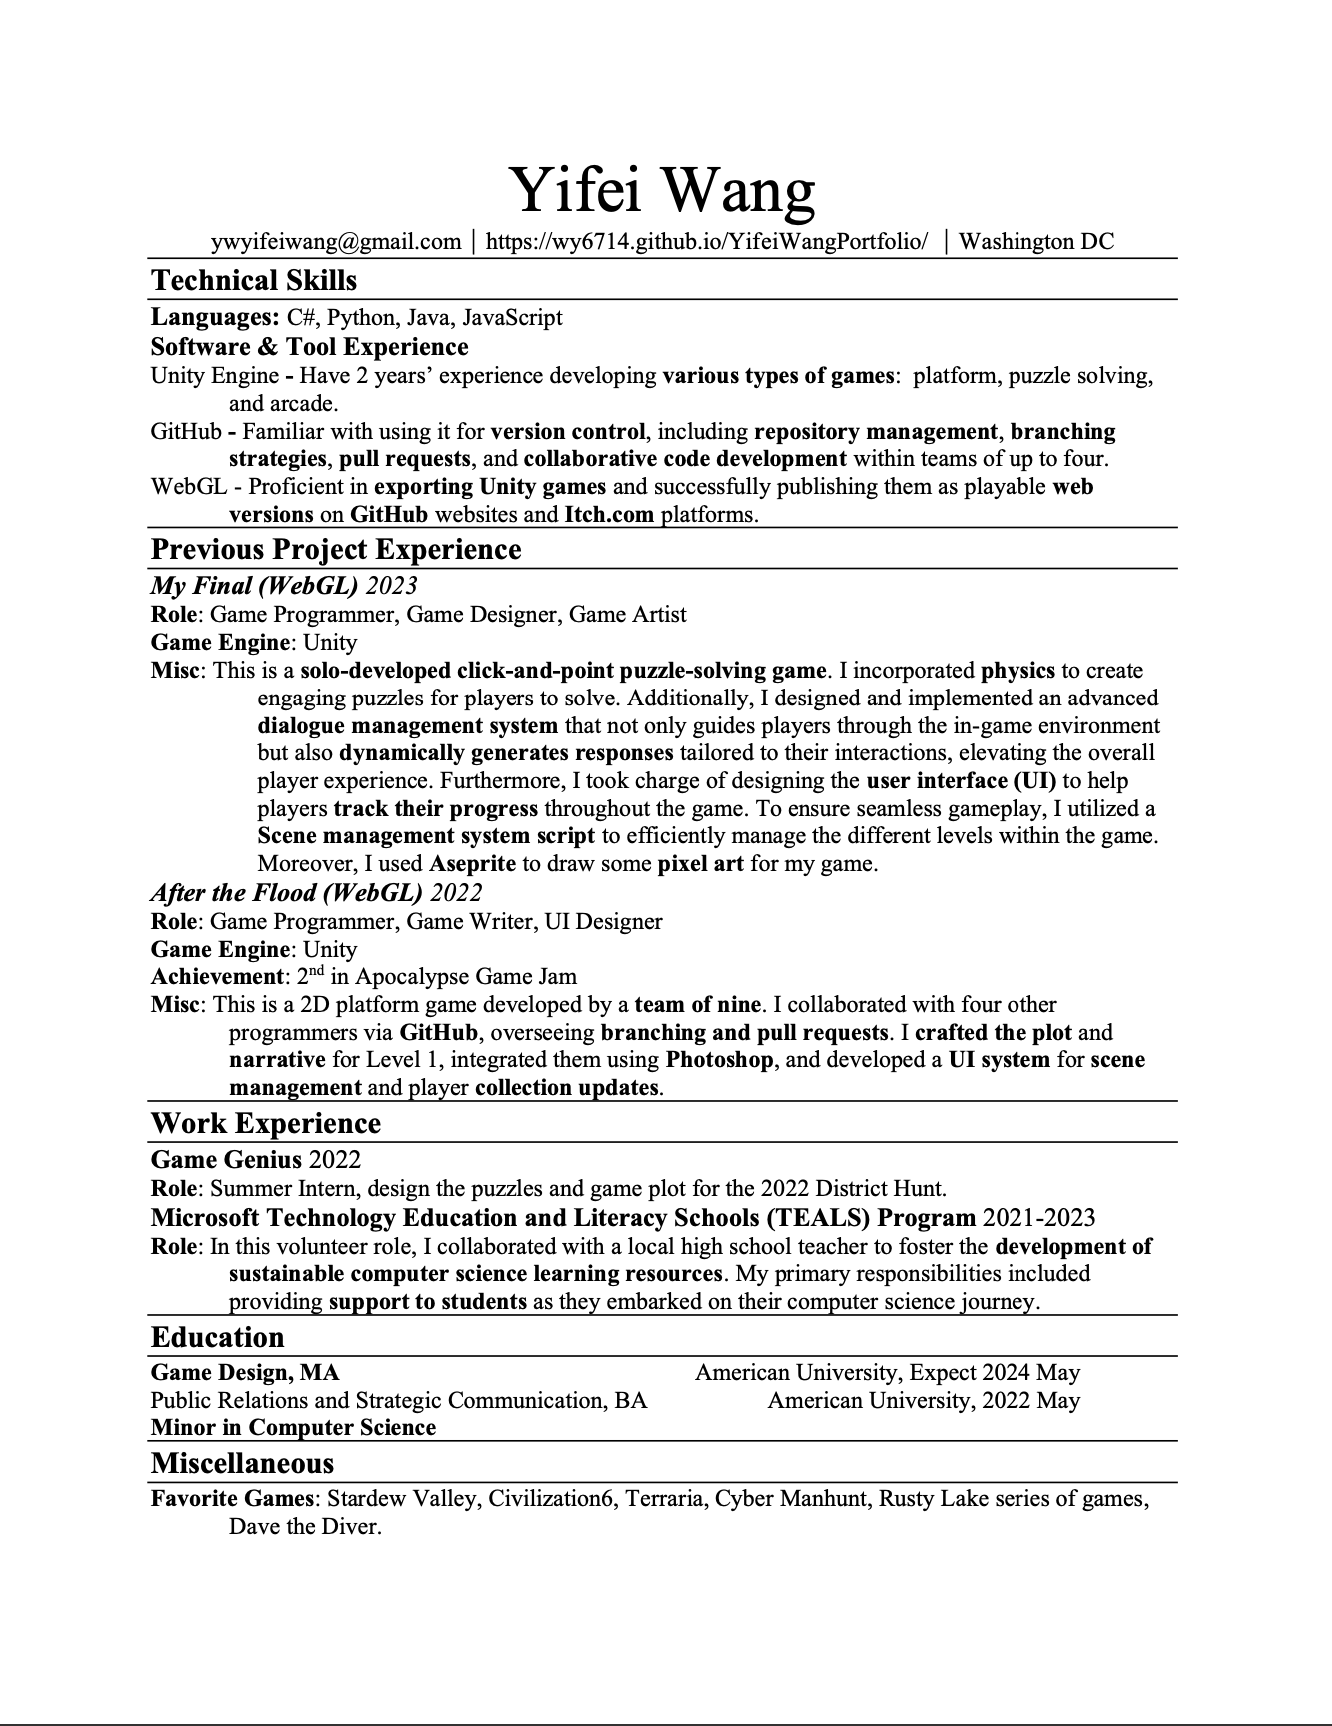 Yifei Wang
ywyifeiwang@gmail.com │ https://wy6714.github.io/YifeiWangPortfolio/ │ Washington DC
Technical Skills
Languages: C#, Python, Java, JavaScript
Software & Tool Experience
Unity Engine - Have 2 years’ experience developing various types of games: platform, puzzle solving,
and arcade.
GitHub - Familiar with using it for version control, including repository management, branching
strategies, pull requests, and collaborative code development within teams of up to four.
WebGL - Proficient in exporting Unity games and successfully publishing them as playable web
versions on GitHub websites and Itch.com platforms.
Previous Project Experience
My Final (WebGL) 2023
Role: Game Programmer, Game Designer, Game Artist
Game Engine: Unity
Misc: This is a solo-developed click-and-point puzzle-solving game. I incorporated physics to create
engaging puzzles for players to solve. Additionally, I designed and implemented an advanced
dialogue management system that not only guides players through the in-game environment
but also dynamically generates responses tailored to their interactions, elevating the overall
player experience. Furthermore, I took charge of designing the user interface (UI) to help
players track their progress throughout the game. To ensure seamless gameplay, I utilized a
Scene management system script to efficiently manage the different levels within the game.
Moreover, I used Aseprite to draw some pixel art for my game.
After the Flood (WebGL) 2022
Role: Game Programmer, Game Writer, UI Designer
Game Engine: Unity
Achievement: 2nd in Apocalypse Game Jam
Misc: This is a 2D platform game developed by a team of nine. I collaborated with four other
programmers via GitHub, overseeing branching and pull requests. I crafted the plot and
narrative for Level 1, integrated them using Photoshop, and developed a UI system for scene
management and player collection updates.
Work Experience
Game Genius 2022
Role: Summer Intern, design the puzzles and game plot for the 2022 District Hunt.
Microsoft Technology Education and Literacy Schools (TEALS) Program 2021-2023
Role: In this volunteer role, I collaborated with a local high school teacher to foster the development of
sustainable computer science learning resources. My primary responsibilities included
providing support to students as they embarked on their computer science journey.
Education
Game Design, MA American University, Expect 2024 May
Public Relations and Strategic Communication, BA American University, 2022 May
Minor in Computer Science
Miscellaneous
Favorite Games: Stardew Valley, Civilization6, Terraria, Cyber Manhunt, Rusty Lake series of games,
Dave the Diver.